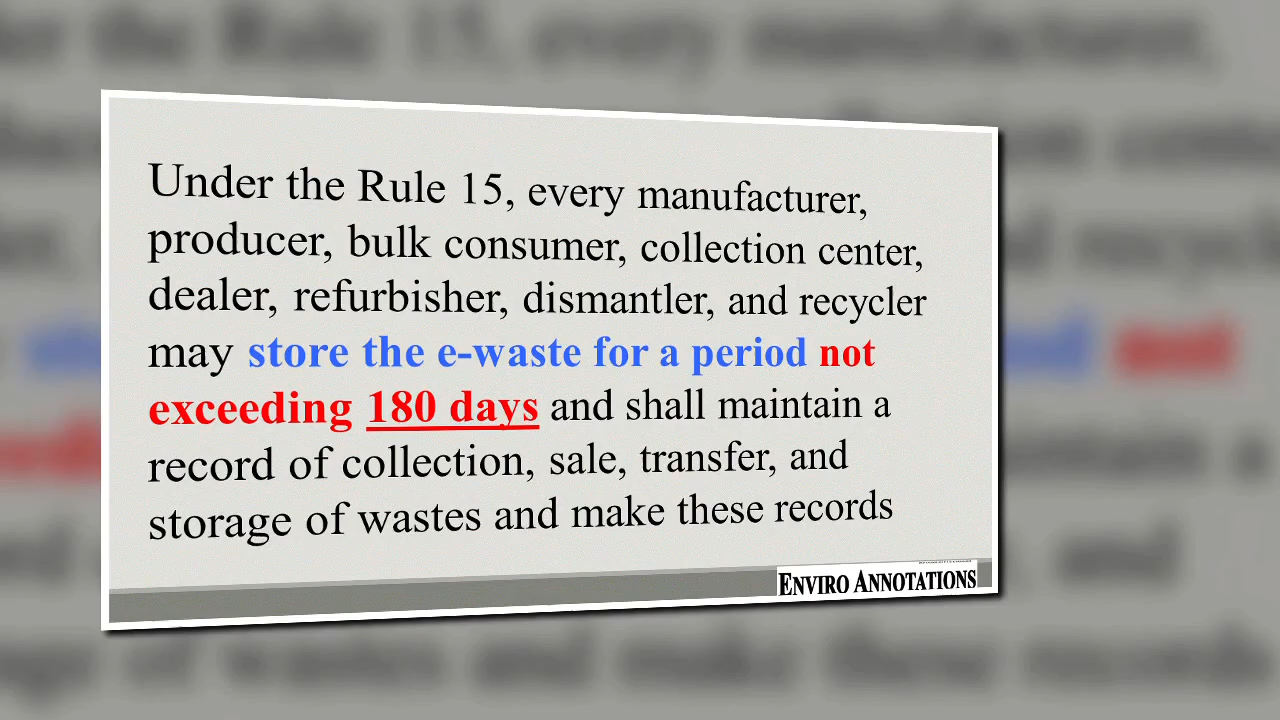 Under the Rule 15, every manufacturer,
producer, bulk consumer, collection center,
dealer, refurbisher, dismantler, and recycler
may store the e-waste for a period not
exceeding 180 days and shall maintain a
record of collection, sale, transfer, and
storage of wastes and make these records
ENVIRO ANNOTATIONS